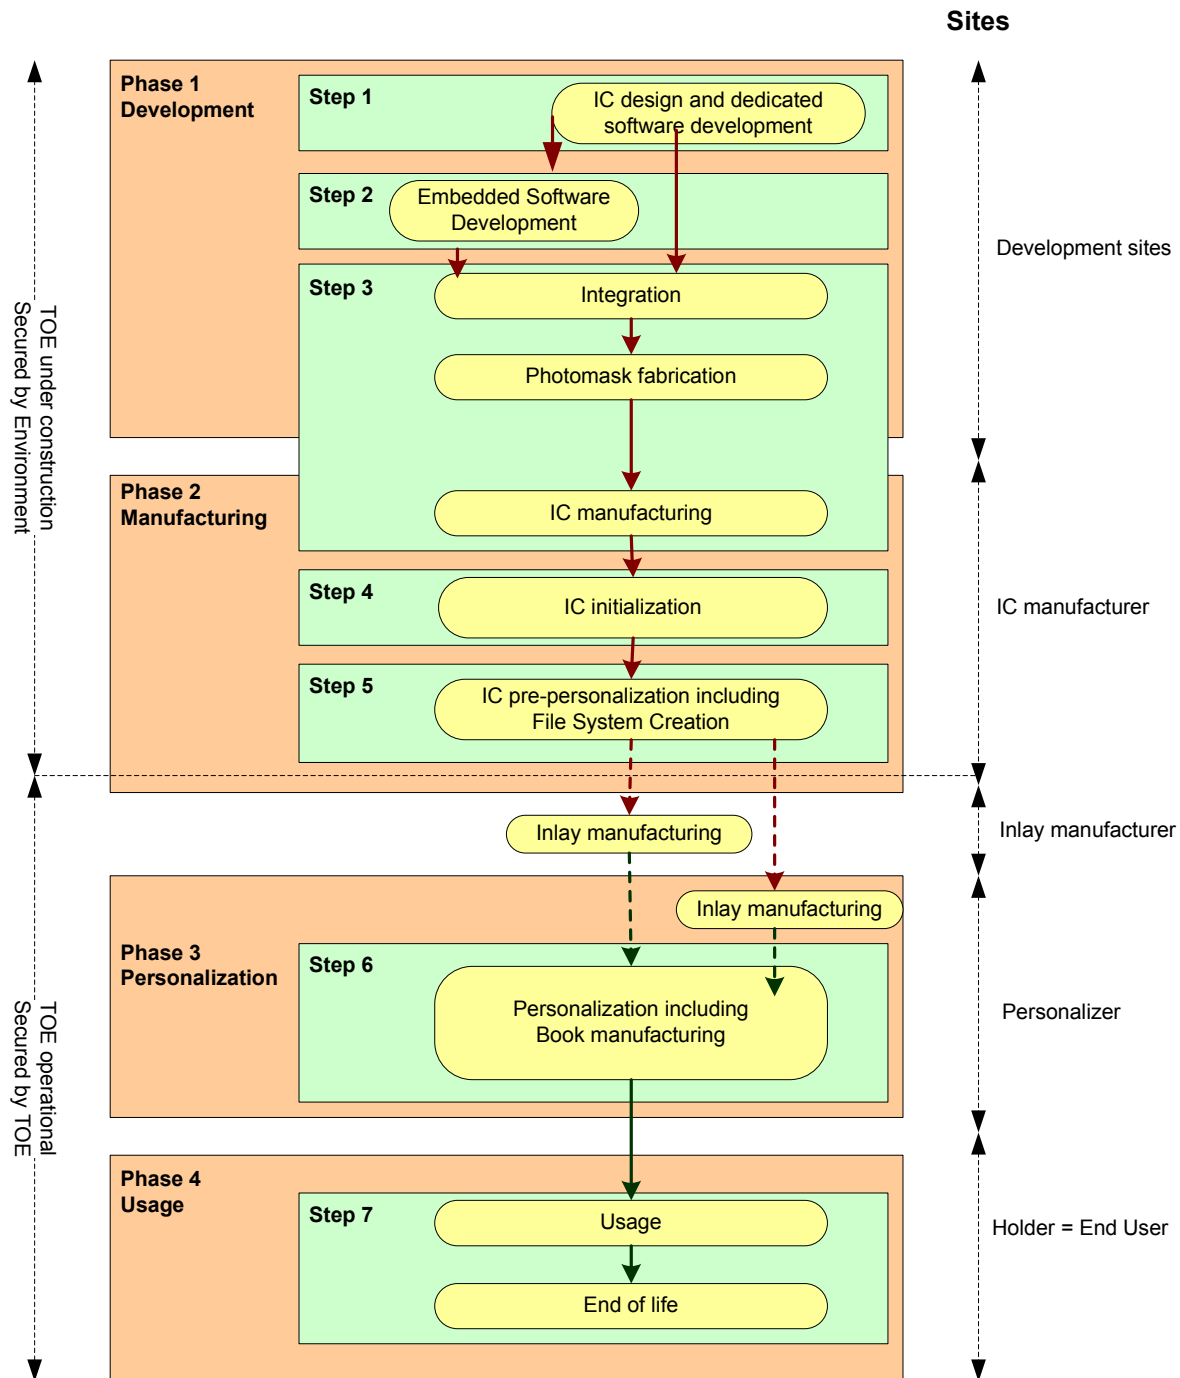 Sites
Phase 1
Development
Step 1
IC design and dedicated
software development
Step 2
Embedded Software
Development
Development sites
Step 3
Integration
TOE under construction
Secured by Environment
Photomask fabrication
Phase 2
Manufacturing
IC manufacturing
Step 4
IC initialization
IC manufacturer
Step 5
IC pre-personalization including
File System Creation
Inlay manufacturing
Inlay manufacturer
Inlay manufacturing
Phase 3
Personalization
Step 6
Personalization including
Book manufacturing
Personalizer
TOE operational
Secured by TOE
Phase 4
Usage
Step 7
Usage
Holder = End User
End of life